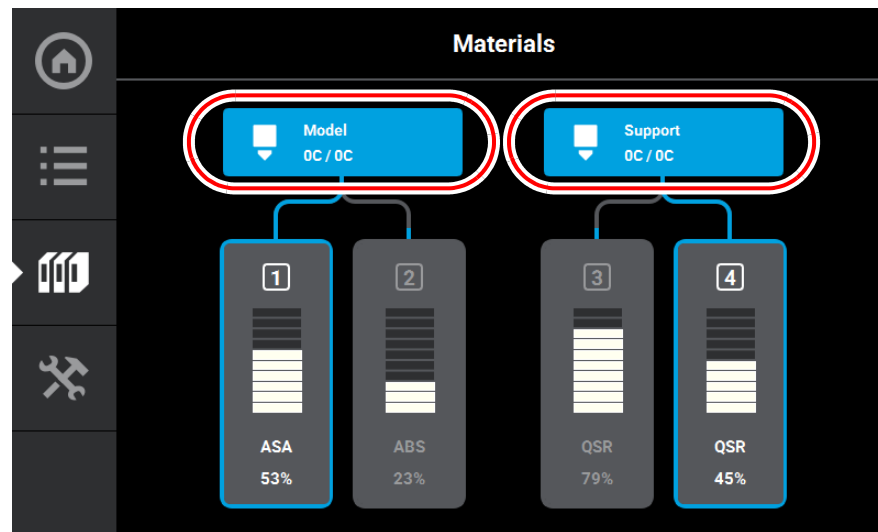 Materials
Model
0C / 0C
Support
0C / 0C
1
2
3
4
ASA
ABS
QSR
QSR
53%
23%
79%
45%